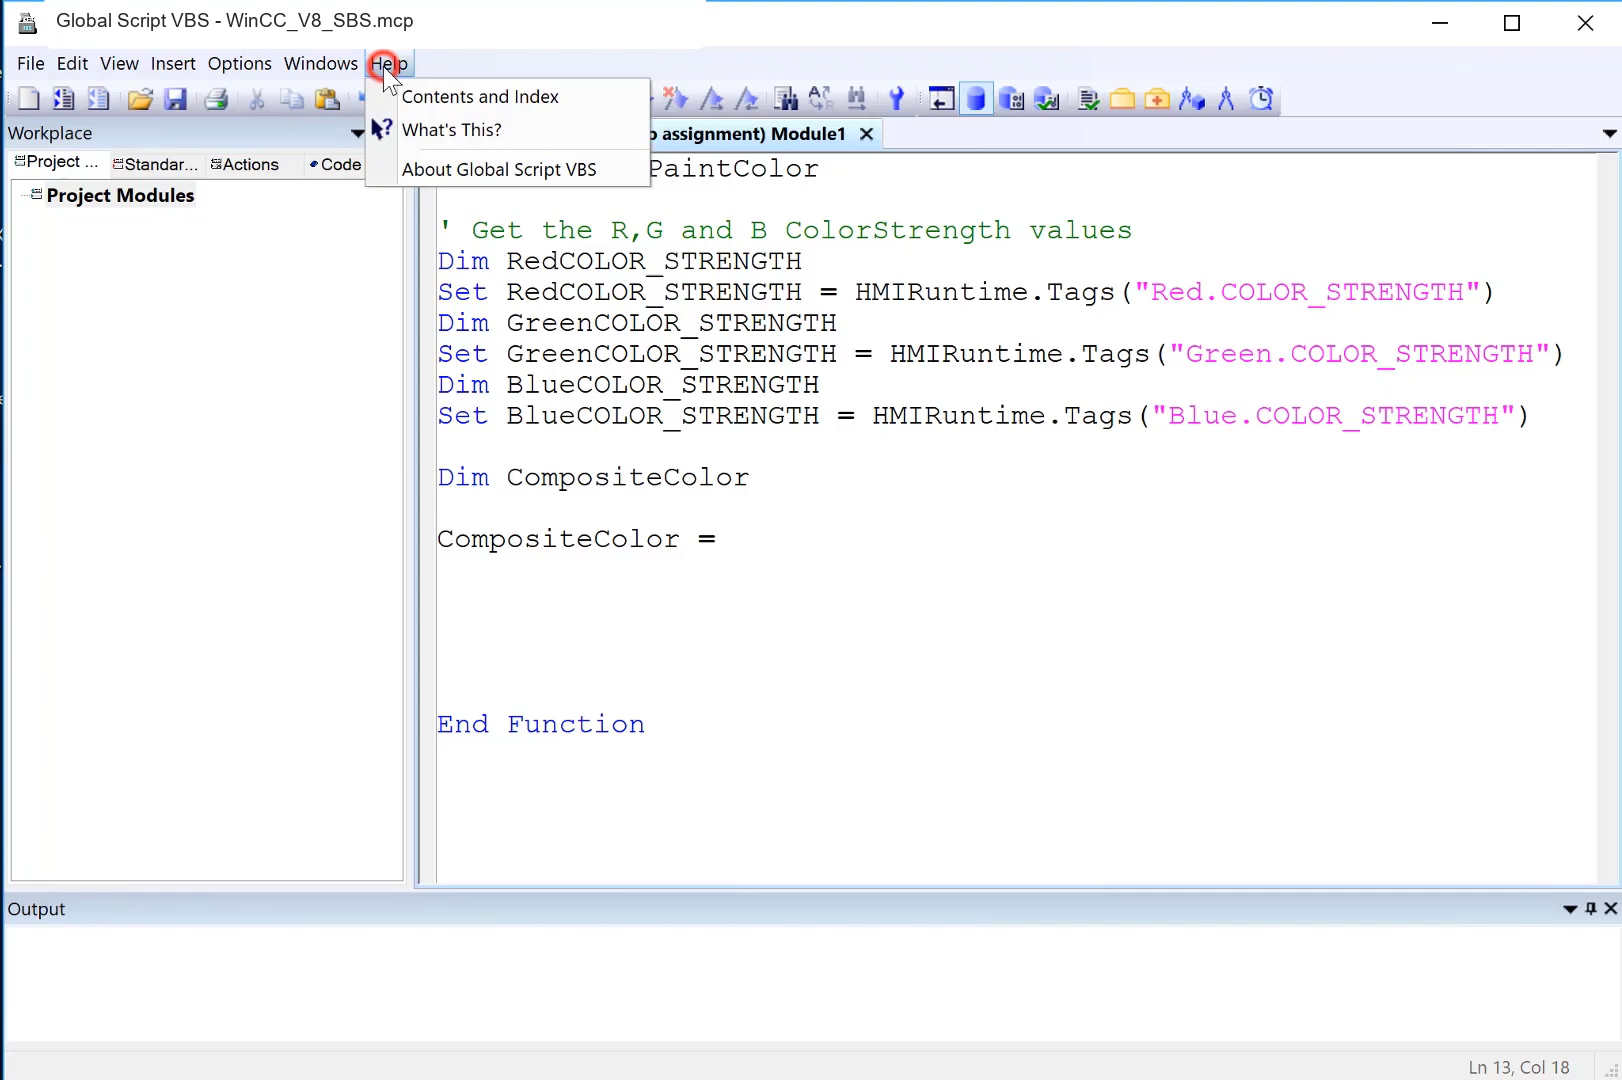 Global Script VBS - WinCC_V8_SBS.mcp
File Edit View Insert Options Windows Help
Contents and Index
What's This?
About Global Script VBS
Workplace
assignment) Module1
Project ... Standar... Actions Code
Project Modules
PaintColor
' Get the R,G and B ColorStrength values
Dim RedCOLOR_STRENGTH
Set RedCOLOR_STRENGTH = HMIRuntime.Tags("Red.COLOR_STRENGTH")
Dim GreenCOLOR_STRENGTH
Set GreenCOLOR_STRENGTH = HMIRuntime.Tags("Green.COLOR_STRENGTH")
Dim BlueCOLOR_STRENGTH
Set BlueCOLOR_STRENGTH = HMIRuntime.Tags("Blue.COLOR_STRENGTH")
Dim CompositeColor
CompositeColor =
End Function
Output
Ln 13, Col 18